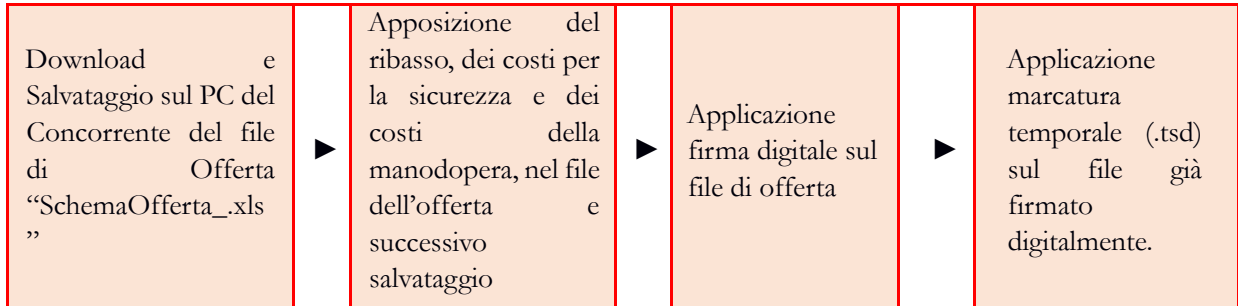 Download e
Salvataggio sul PC del
Concorrente del file
di Offerta
“SchemaOfferta_.xls
”
►
Apposizione del
ribasso, dei costi per
la sicurezza e dei
costi della
manodopera, nel file
dell’offerta e
successivo
salvataggio
►
Applicazione
firma digitale sul
file di offerta
►
Applicazione
marcatura
temporale (.tsd)
sul file già
firmato
digitalmente.